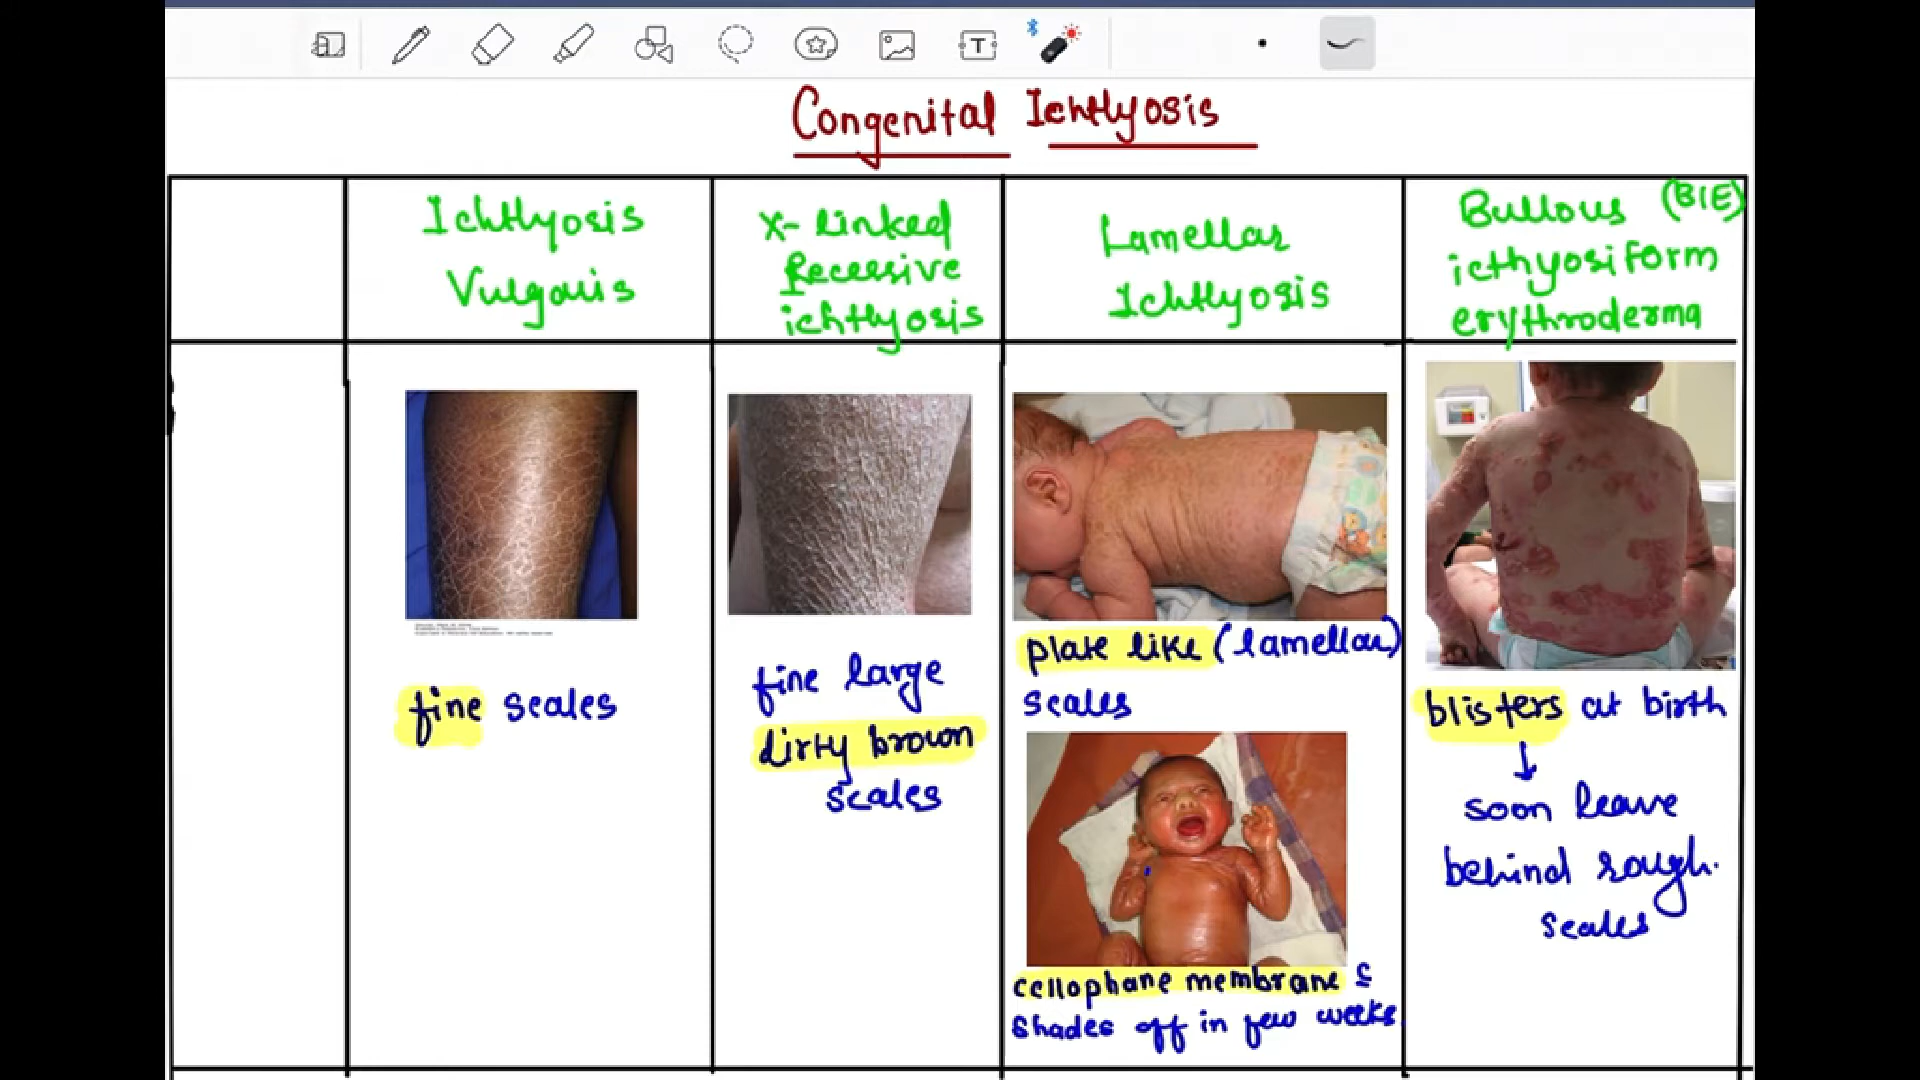 Congenital Ichthyosis
Ichthyosis
Vulgaris
X-linked
Recessive
ichthyosis
Lamellar
Ichthyosis
Bullous (BIE)
icthyosiform
erythroderma
fine scales
fine large
dirty brown
scales
plate like (lamellar)
scales
cellophane membrane &
shades off in few weeks
blisters at birth
↓
soon leave
behind rough.
scales